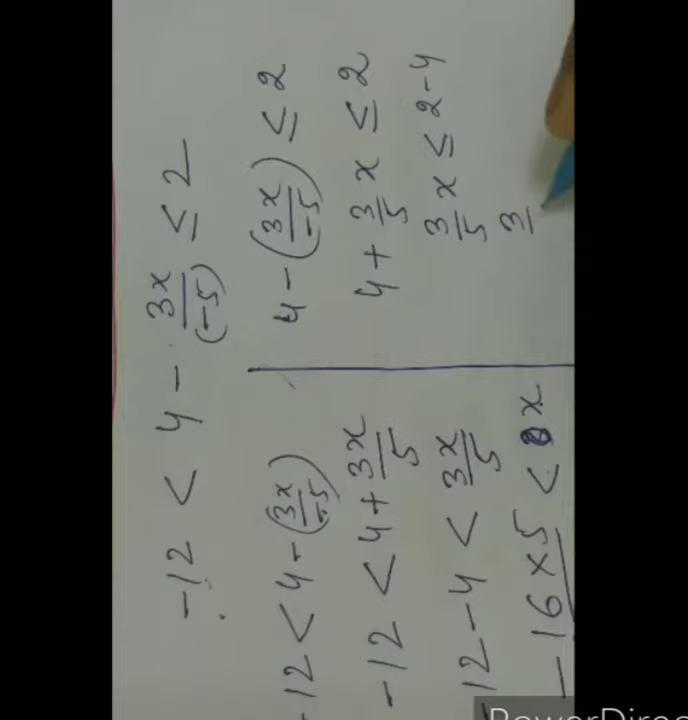 -12 < 4 - 3x/(-5) ≤ 2
-12 < 4 - (3x/-5)
-12 < 4 + 3x/5
12 - 4 < 3x/5
-16 × 5 < x
4 - (3x/-5) ≤ 2
4 + 3/5 x ≤ 2
3/5 x ≤ 2 - 4
3
PowerDirec